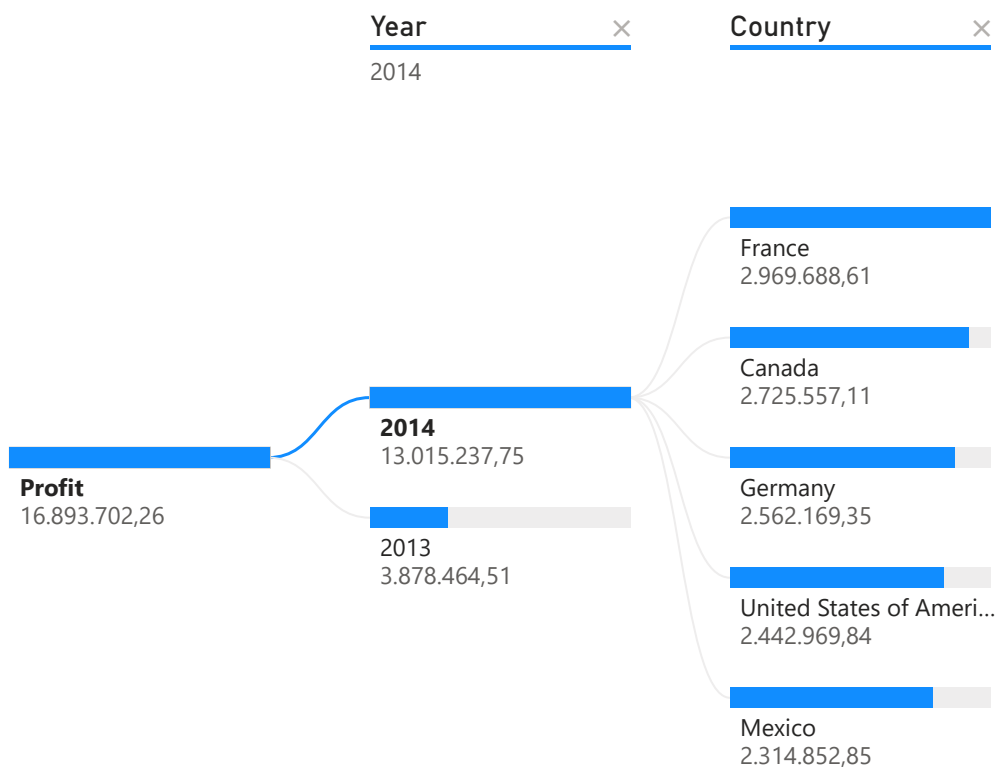 Year
Country
2014
France
2.969.688,61
Canada
2.725.557,11
2014
13.015.237,75
Profit
16.893.702,26
Germany
2.562.169,35
2013
3.878.464,51
United States of Ameri...
2.442.969,84
Mexico
2.314.852,85